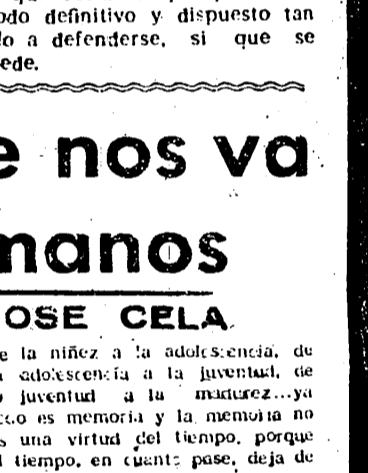 odo definitivo y dispuesto tan
lo a defenderse, si que se
ede.
e nos va
manos
OSE CELA
e la niñez a la adolescencia, de
a adolescencia a la juventud, de
juventud a la madurez...ya
es memoria y la memoria no
s una virtud del tiempo, porque
l tiempo, en cuanto pase, deja de